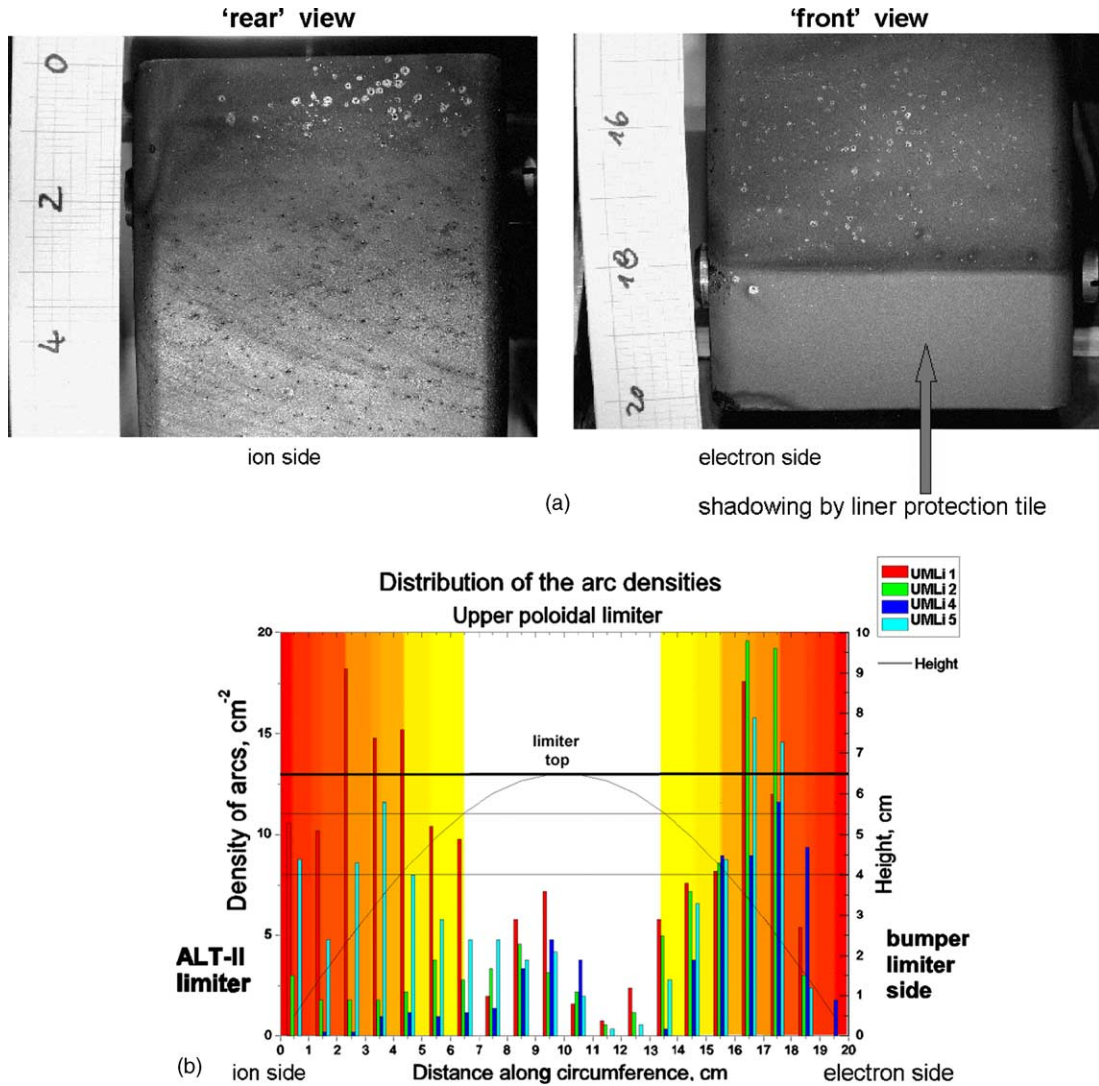 'rear' view
'front' view
0
2
4
16
18
20
ion side
electron side
(a)
shadowing by liner protection tile
Distribution of the arc densities
Upper poloidal limiter
UMLi 1
UMLi 2
UMLi 4
UMLi 5
Height
20
15
10
5
0
Density of arcs, cm-2
10
9
8
7
6
5
4
3
2
1
0
Height, cm
limiter
top
ALT-II
limiter
bumper
limiter
side
0 1 2 3 4 5 6 7 8 9 10 11 12 13 14 15 16 17 18 19 20
(b)
ion side
Distance along circumference, cm
electron side